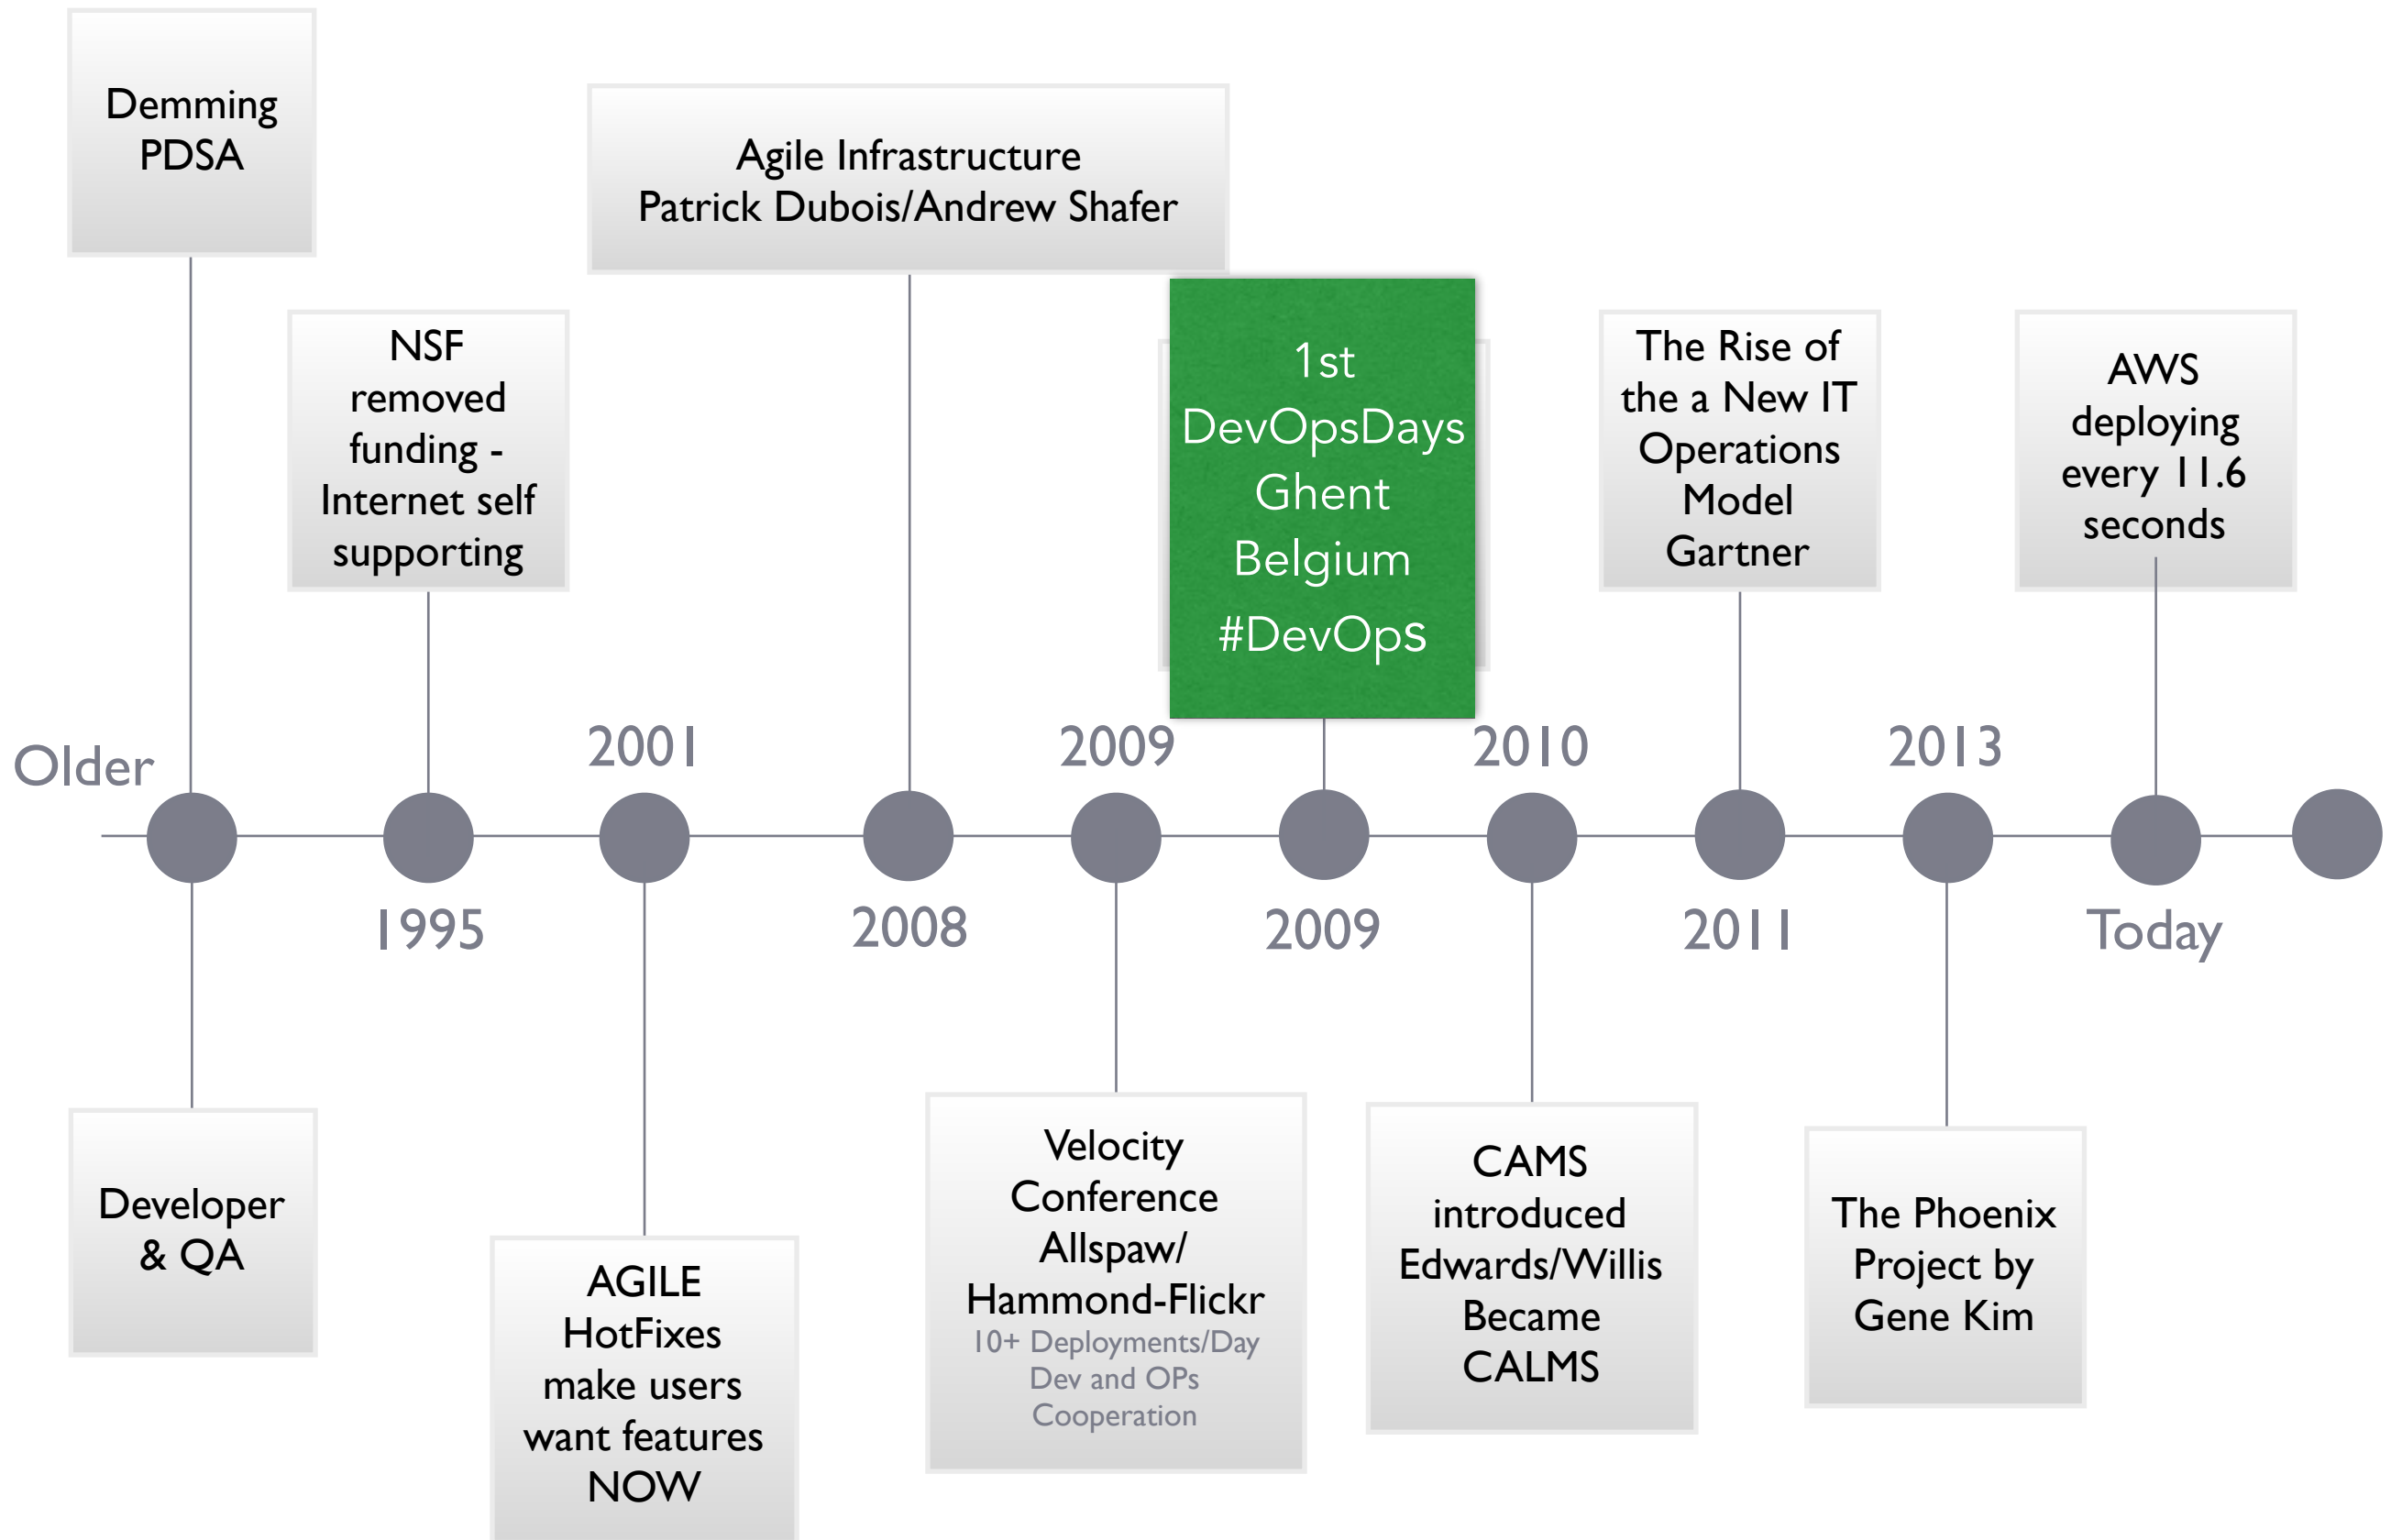 Demming
PDSA
Agile Infrastructure
Patrick Dubois/Andrew Shafer
NSF
removed
funding -
Internet self
supporting
1st
DevOpsDays
Ghent
Belgium
#DevOps
The Rise of
the a New IT
Operations
Model
Gartner
AWS
deploying
every 11.6
seconds
Older
2001
2009
2010
2013
1995
2008
2009
2011
Today
Developer
& QA
AGILE
HotFixes
make users
want features
NOW
Velocity
Conference
Allspaw/
Hammond-Flickr
10+ Deployments/Day
Dev and OPs
Cooperation
CAMS
introduced
Edwards/Willis
Became
CALMS
The Phoenix
Project by
Gene Kim